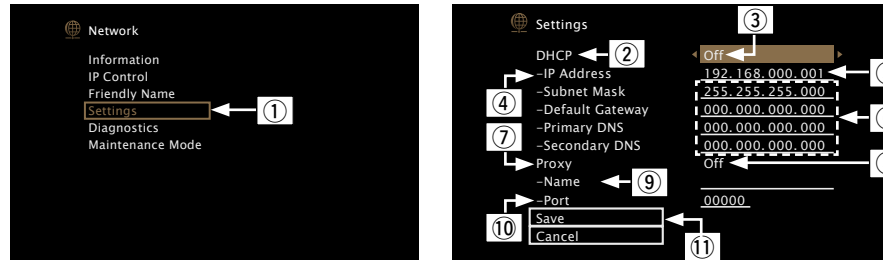 Network
Information
IP Control
Friendly Name
Settings ①
Diagnostics
Maintenance Mode
Settings
③
DHCP ② Off
–IP Address 192.168.000.001
④ –Subnet Mask 255.255.255.000
–Default Gateway 000.000.000.000
–Primary DNS 000.000.000.000
⑦ –Secondary DNS 000.000.000.000
Proxy Off
–Name ⑨
–Port 00000
⑩ Save
Cancel ⑪